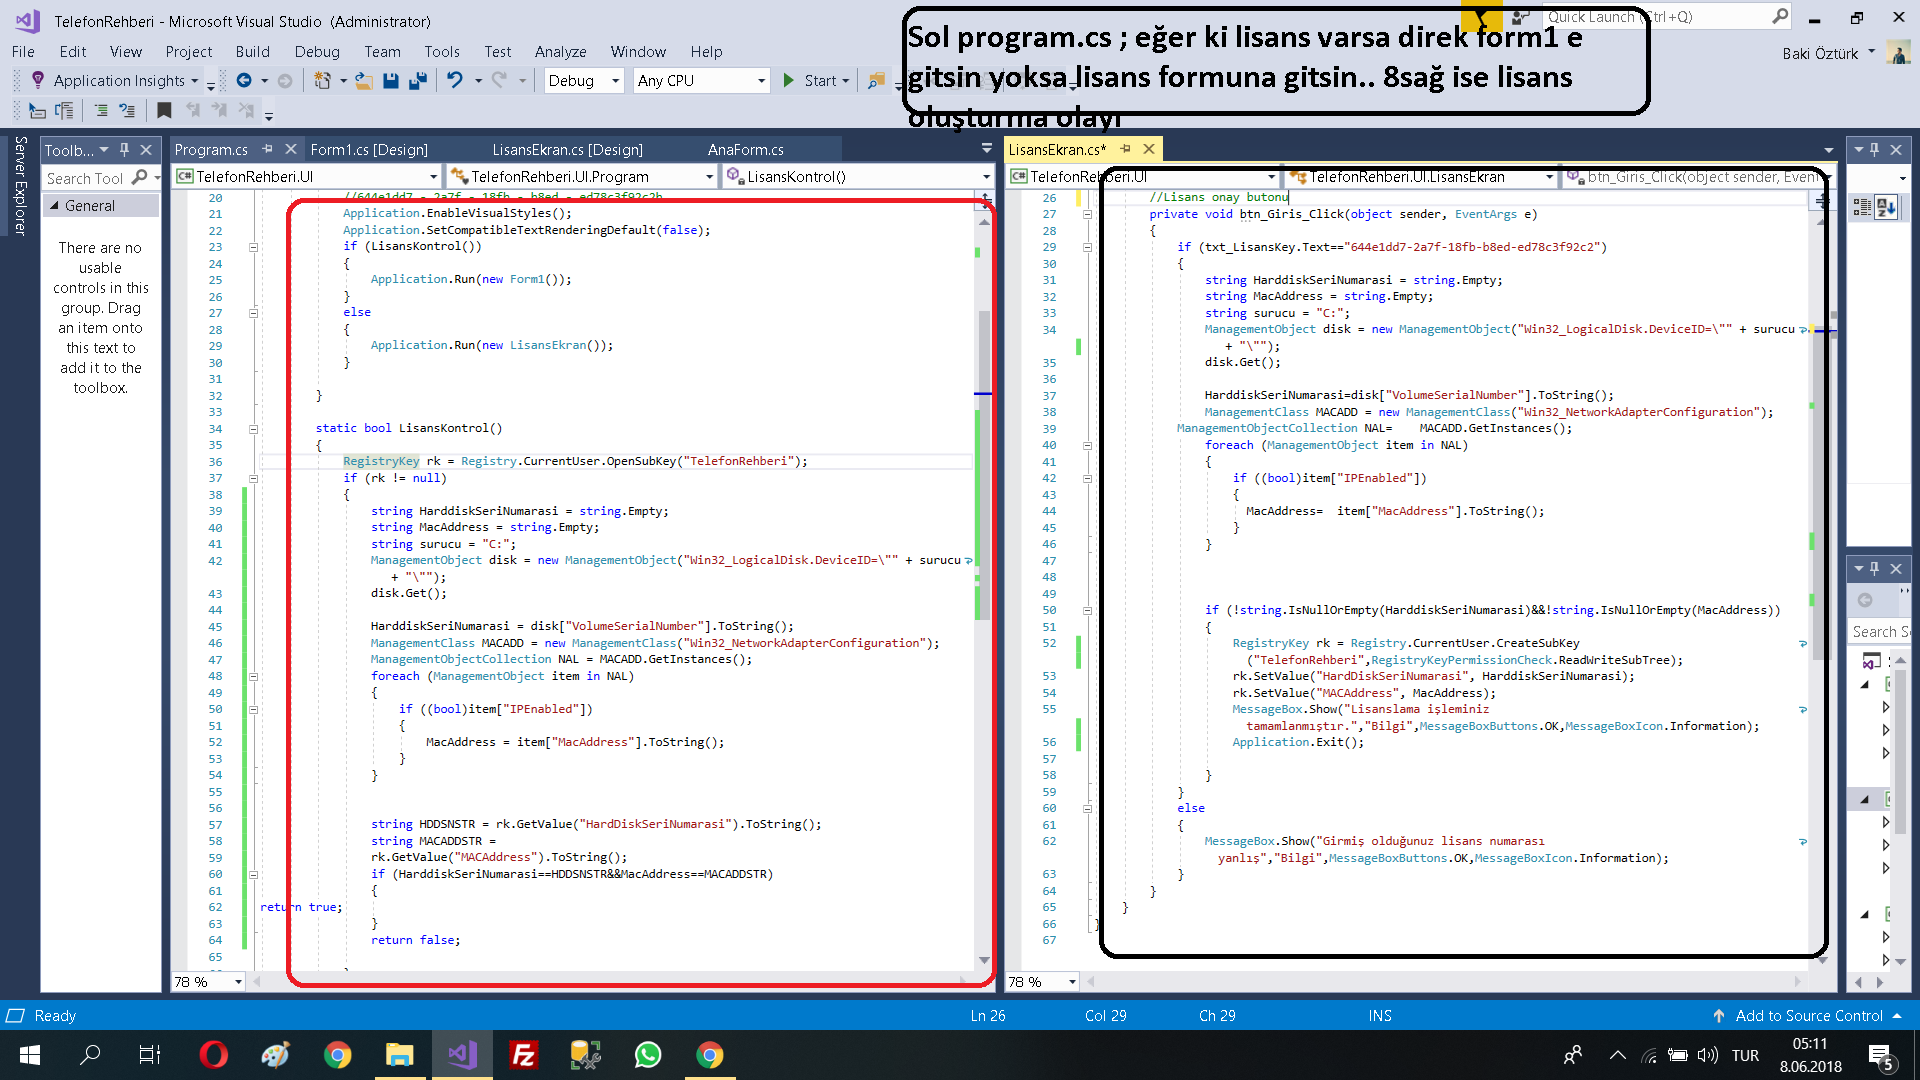 TelefonRehberi - Microsoft Visual Studio (Administrator)
Quick Launch (Ctrl+Q)
Sol program.cs ; eğer ki lisans varsa direk form1 e
gitsin yoksa lisans formuna gitsin.. 8sağ ise lisans
oluşturma olayı
File Edit View Project Build Debug Team Tools Test Analyze Window Help
Baki Öztürk
Application Insights
Debug
Any CPU
Start
Server Explorer
Toolb...
Search Tool
General
There are no
usable
controls in this
group. Drag
an item onto
this text to
add it to the
toolbox.
Program.cs Form1.cs [Design] LisansEkran.cs [Design] AnaForm.cs
TelefonRehberi.UI TelefonRehberi.UI.Program LisansKontrol()
20 //644e1dd7 - 2a7f - 18fb - b8ed - ed78c3f92c2b
21 Application.EnableVisualStyles();
22 Application.SetCompatibleTextRenderingDefault(false);
23 if (LisansKontrol())
24 {
25 Application.Run(new Form1());
26 }
27 else
28 {
29 Application.Run(new LisansEkran());
30 }
31
32 }
33
34 static bool LisansKontrol()
35 {
36 RegistryKey rk = Registry.CurrentUser.OpenSubKey("TelefonRehberi");
37 if (rk != null)
38 {
39 string HarddiskSeriNumarasi = string.Empty;
40 string MacAddress = string.Empty;
41 string surucu = "C:";
42 ManagementObject disk = new ManagementObject("Win32_LogicalDisk.DeviceID=\"" + surucu
+ "\"");
43 disk.Get();
44
45 HarddiskSeriNumarasi = disk["VolumeSerialNumber"].ToString();
46 ManagementClass MACADD = new ManagementClass("Win32_NetworkAdapterConfiguration");
47 ManagementObjectCollection NAL = MACADD.GetInstances();
48 foreach (ManagementObject item in NAL)
49 {
50 if ((bool)item["IPEnabled"])
51 {
52 MacAddress = item["MacAddress"].ToString();
53 }
54 }
55
56
57 string HDDSNSTR = rk.GetValue("HardDiskSeriNumarasi").ToString();
58 string MACADDSTR =
59 rk.GetValue("MACAddress").ToString();
60 if (HarddiskSeriNumarasi==HDDSNSTR&&MacAddress==MACADDSTR)
61 {
62 return true;
63 }
64 return false;
65
78 %
LisansEkran.cs*
TelefonRehberi.UI TelefonRehberi.UI.LisansEkran btn_Giris_Click(object sender, Event
26 //Lisans onay butonu
27 private void btn_Giris_Click(object sender, EventArgs e)
28 {
29 if (txt_LisansKey.Text=="644e1dd7-2a7f-18fb-b8ed-ed78c3f92c2")
30 {
31 string HarddiskSeriNumarasi = string.Empty;
32 string MacAddress = string.Empty;
33 string surucu = "C:";
34 ManagementObject disk = new ManagementObject("Win32_LogicalDisk.DeviceID=\"" + surucu
+ "\"");
35 disk.Get();
36
37 HarddiskSeriNumarasi=disk["VolumeSerialNumber"].ToString();
38 ManagementClass MACADD = new ManagementClass("Win32_NetworkAdapterConfiguration");
39 ManagementObjectCollection NAL= MACADD.GetInstances();
40 foreach (ManagementObject item in NAL)
41 {
42 if ((bool)item["IPEnabled"])
43 {
44 MacAddress= item["MacAddress"].ToString();
45 }
46 }
47
48
49
50 if (!string.IsNullOrEmpty(HarddiskSeriNumarasi)&&!string.IsNullOrEmpty(MacAddress))
51 {
52 RegistryKey rk = Registry.CurrentUser.CreateSubKey
("TelefonRehberi",RegistryKeyPermissionCheck.ReadWriteSubTree);
53 rk.SetValue("HardDiskSeriNumarasi", HarddiskSeriNumarasi);
54 rk.SetValue("MACAddress", MacAddress);
55 MessageBox.Show("Lisanslama işleminiz
tamamlanmıştır.","Bilgi",MessageBoxButtons.OK,MessageBoxIcon.Information);
56 Application.Exit();
57
58 }
59 }
60 else
61 {
62 MessageBox.Show("Girmiş olduğunuz lisans numarası
yanlış","Bilgi",MessageBoxButtons.OK,MessageBoxIcon.Information);
63 }
64 }
65 }
66 }
67
78 %
Search S
Ready
Ln 26
Col 29
Ch 29
INS
Add to Source Control
TUR
05:11
8.06.2018
5